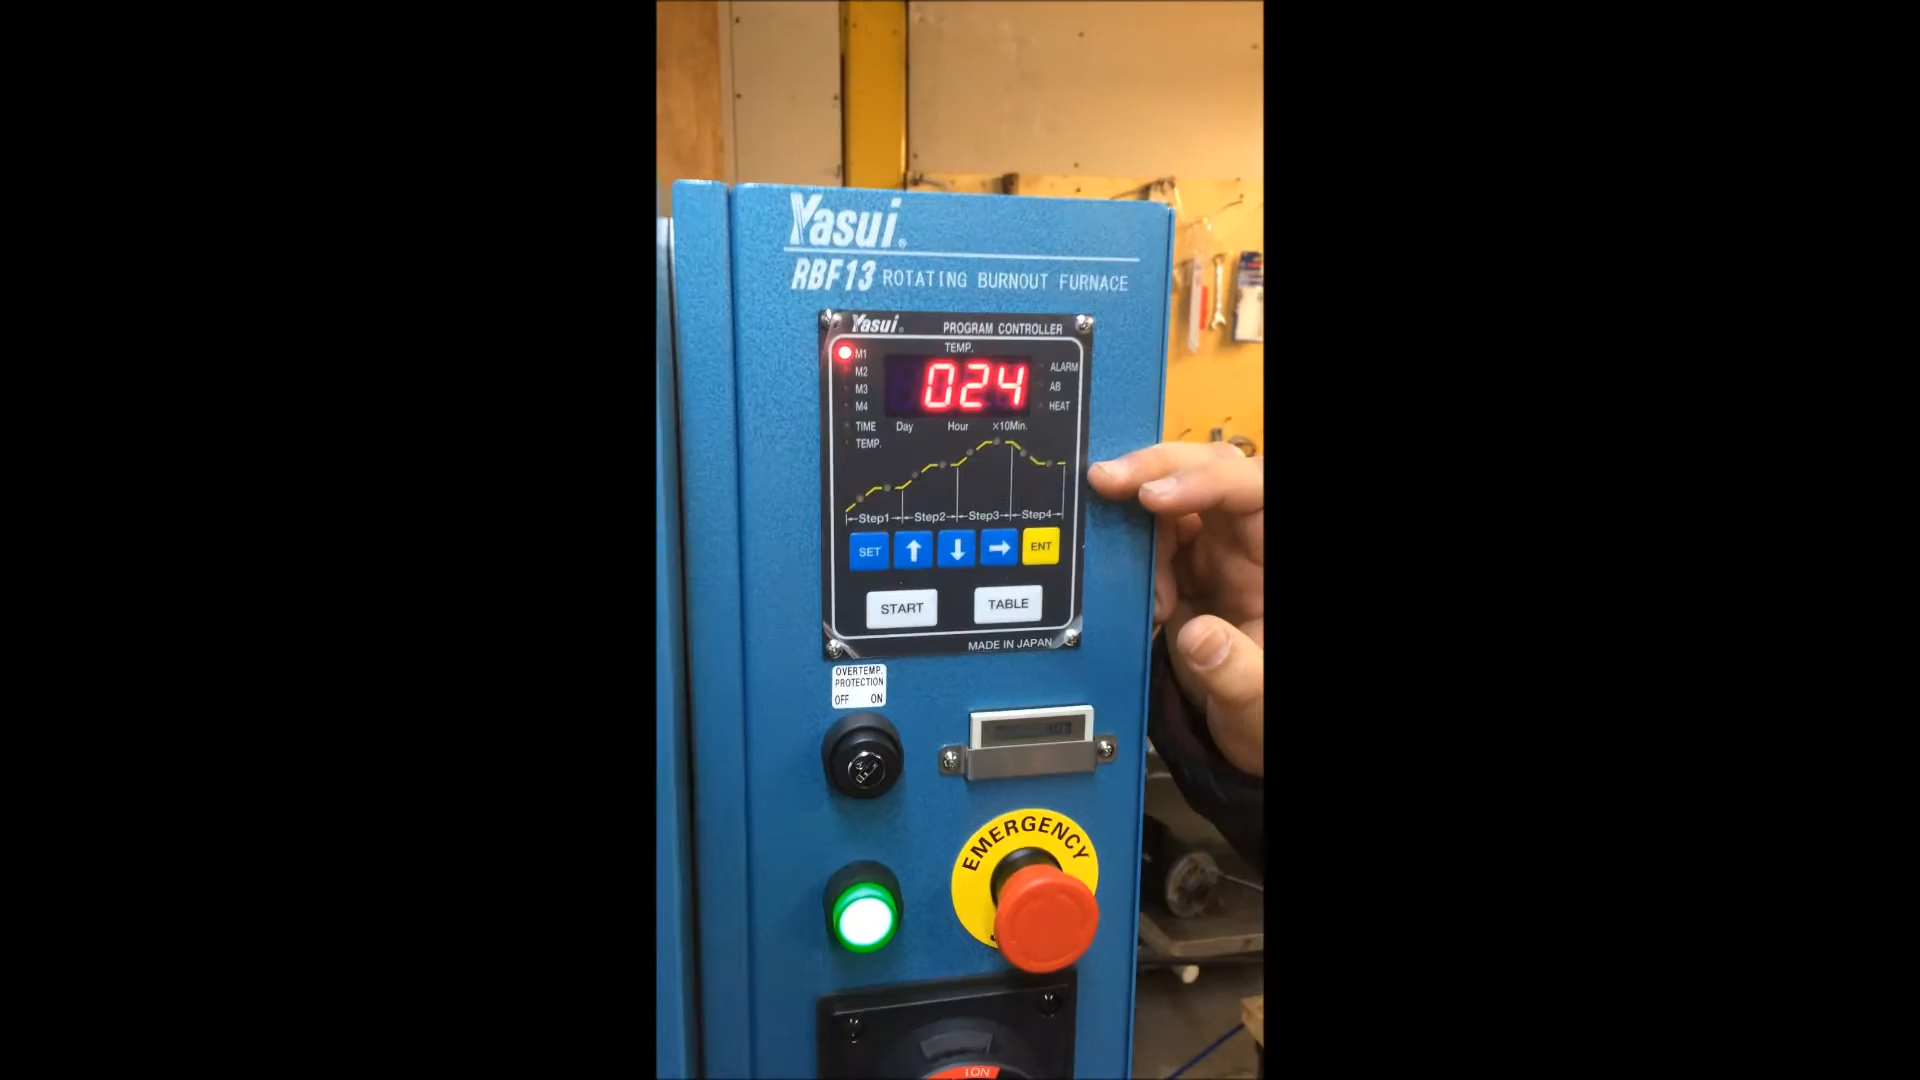 Yasui®
RBF13 ROTATING BURNOUT FURNACE
Yasui® PROGRAM CONTROLLER
TEMP.
M1
M2
M3
M4
TIME
TEMP.
024
ALARM
AB
HEAT
Day Hour ×10Min.
Step1 Step2 Step3 Step4
SET ↑ ↓ → ENT
START TABLE
MADE IN JAPAN
OVERTEMP.
PROTECTION
OFF ON
EMERGENCY
ION